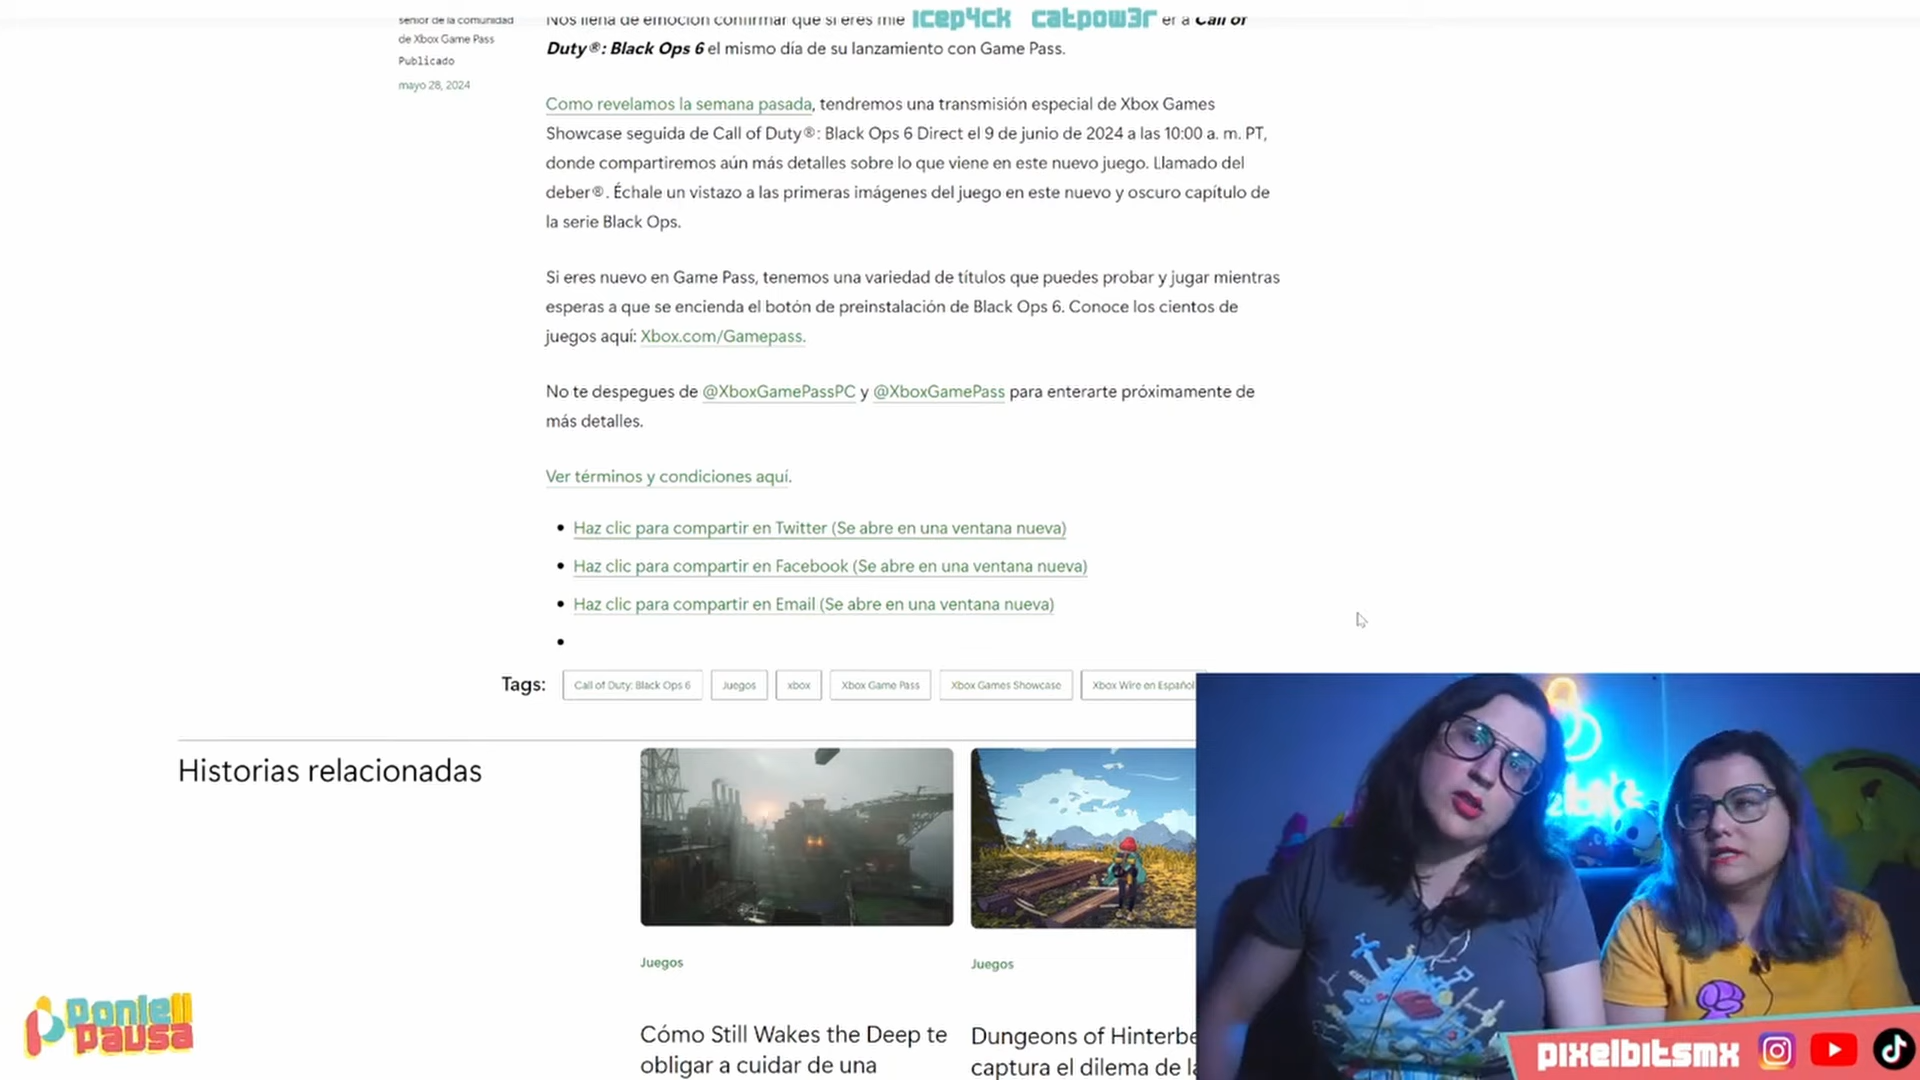 senior de la comunidad
de Xbox Game Pass
Publicado
mayo 28, 2024
Nos llena de emoción confirmar que si eres mie
icep4ck catpow3r
er a Call of
Duty®: Black Ops 6 el mismo día de su lanzamiento con Game Pass.
Como revelamos la semana pasada, tendremos una transmisión especial de Xbox Games
Showcase seguida de Call of Duty®: Black Ops 6 Direct el 9 de junio de 2024 a las 10:00 a. m. PT,
donde compartiremos aún más detalles sobre lo que viene en este nuevo juego. Llamado del
deber®. Échale un vistazo a las primeras imágenes del juego en este nuevo y oscuro capítulo de
la serie Black Ops.
Si eres nuevo en Game Pass, tenemos una variedad de títulos que puedes probar y jugar mientras
esperas a que se encienda el botón de preinstalación de Black Ops 6. Conoce los cientos de
juegos aquí: Xbox.com/Gamepass.
No te despegues de @XboxGamePassPC y @XboxGamePass para enterarte próximamente de
más detalles.
Ver términos y condiciones aquí.
• Haz clic para compartir en Twitter (Se abre en una ventana nueva)
• Haz clic para compartir en Facebook (Se abre en una ventana nueva)
• Haz clic para compartir en Email (Se abre en una ventana nueva)
•
Tags: Call of Duty: Black Ops 6 Juegos xbox Xbox Game Pass Xbox Games Showcase Xbox Wire en Español
Historias relacionadas
Juegos
Cómo Still Wakes the Deep te
obligar a cuidar de una
Juegos
Dungeons of Hinterbe
captura el dilema de la
Ponle
Pausa
pixelbitsmx